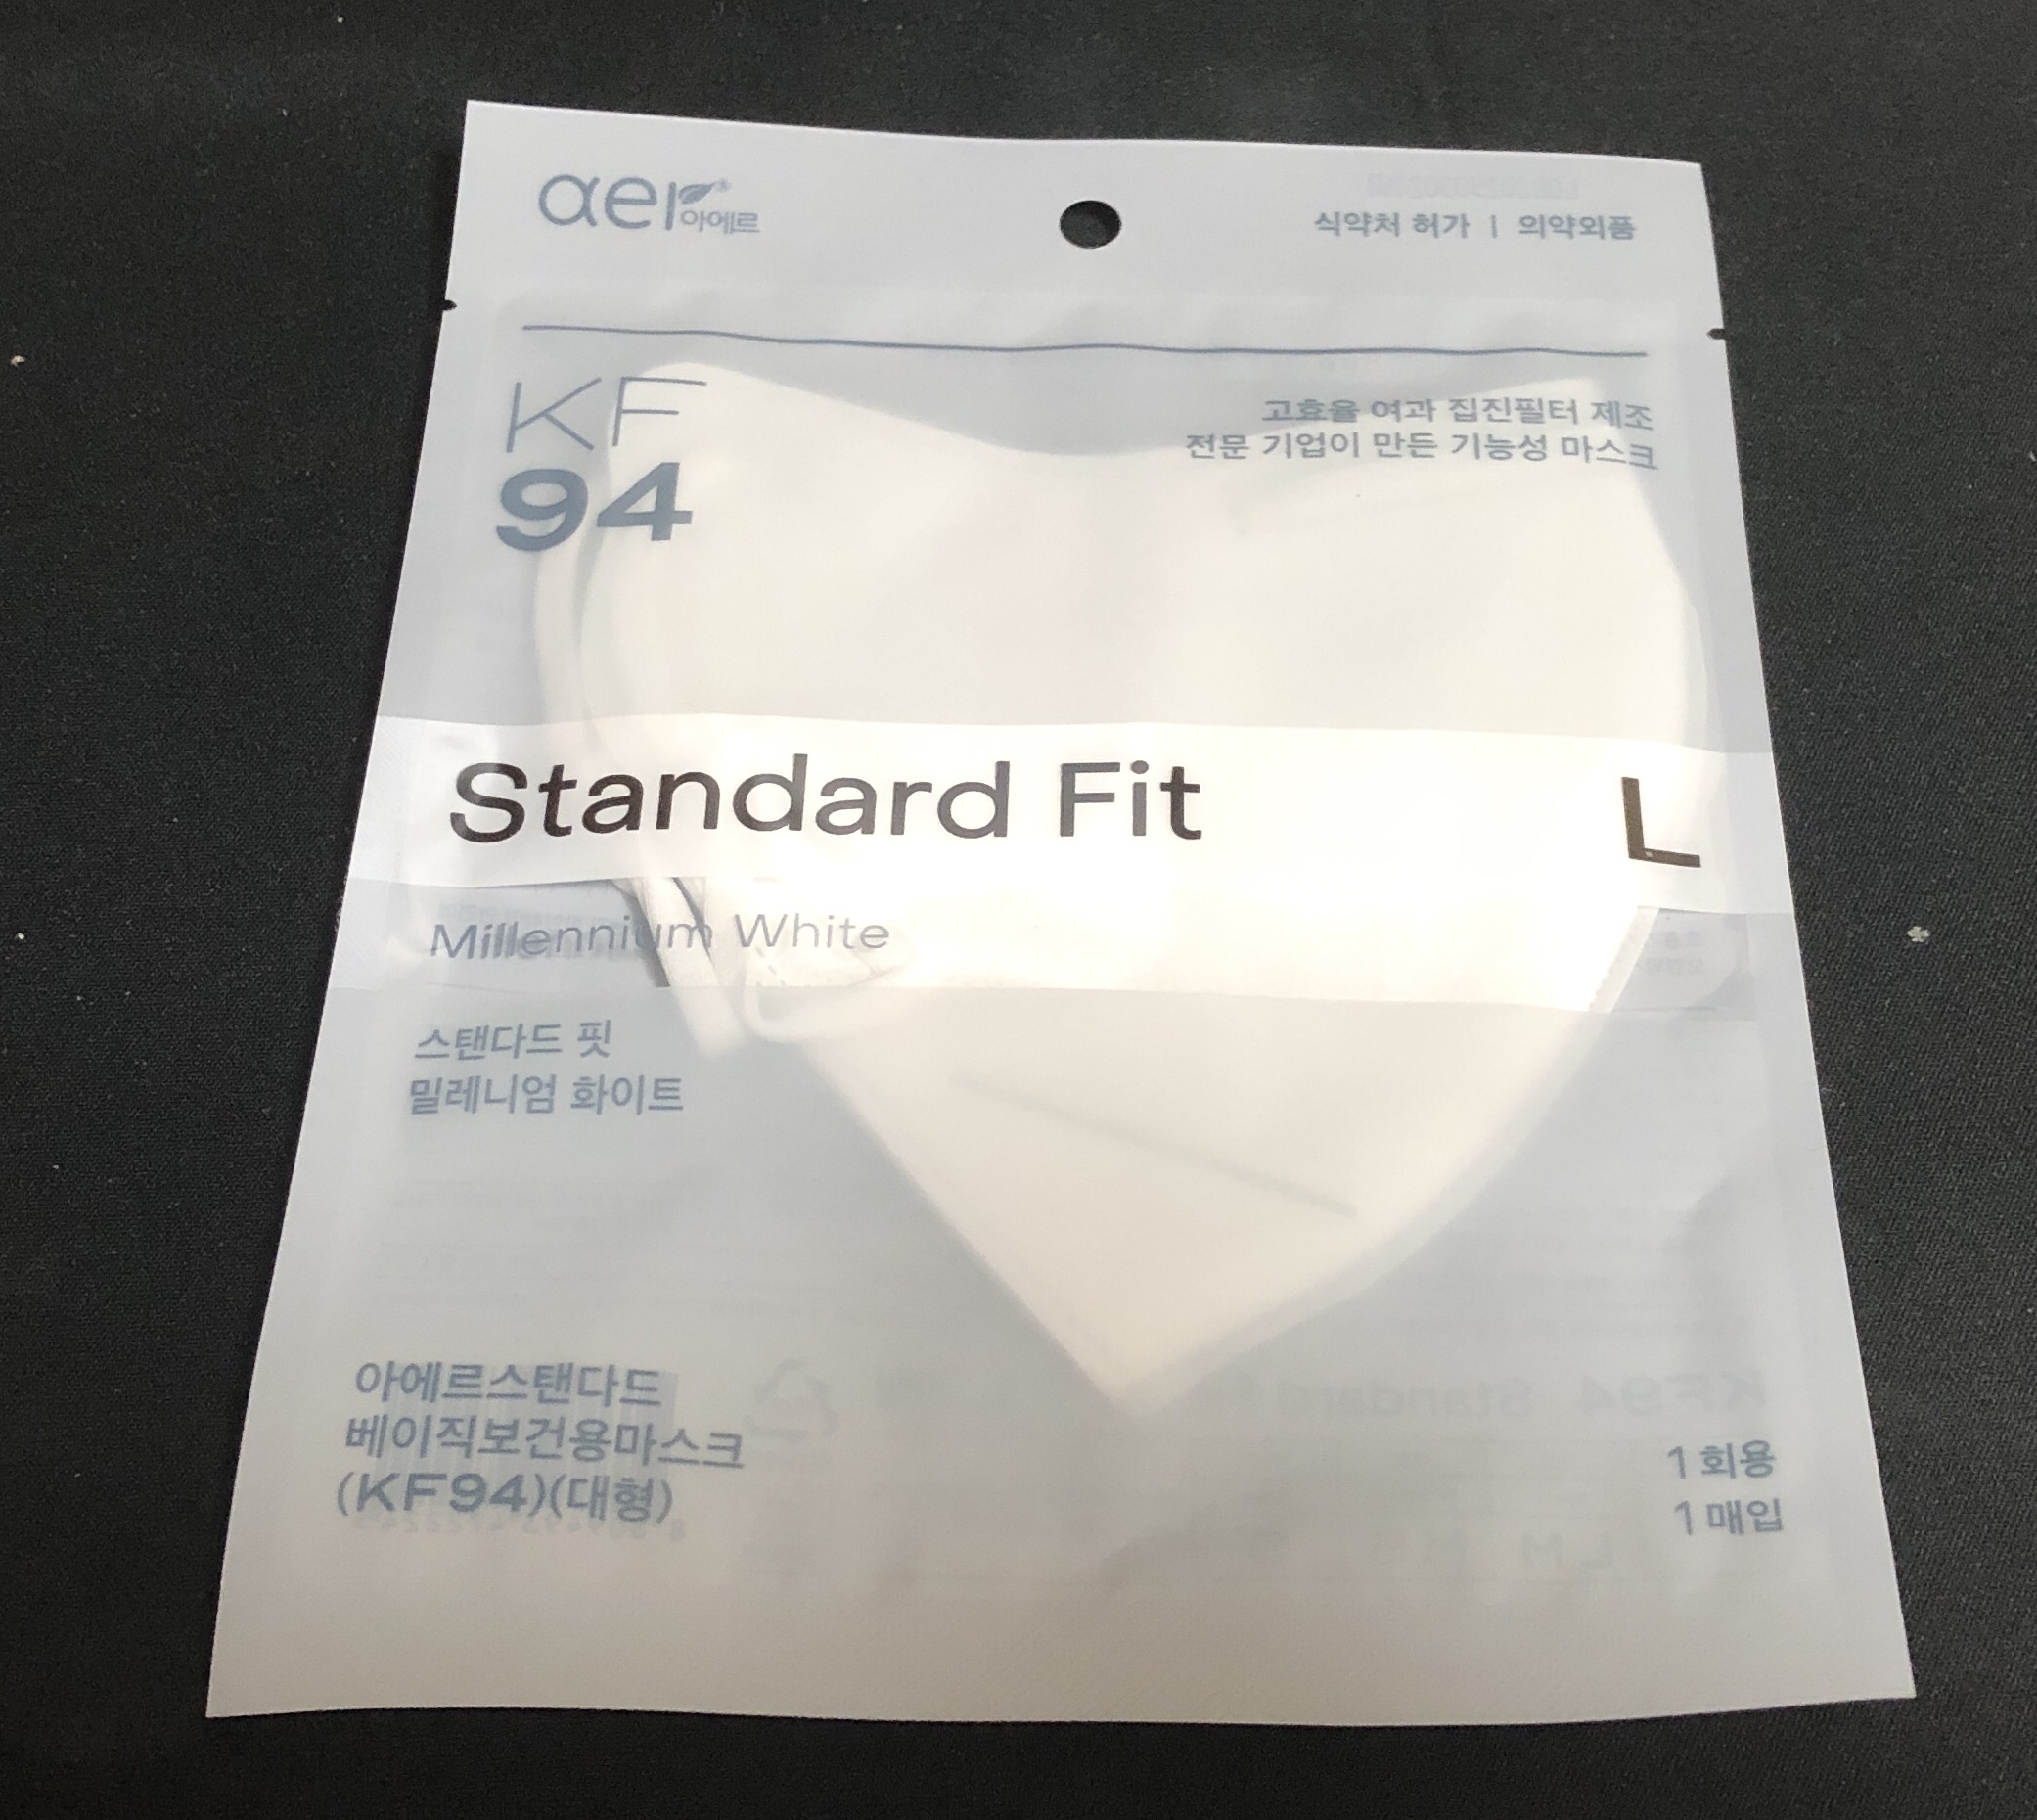 aer 아에르
식약처 허가 | 의약외품
KF
94
고효율 여과 집진필터 제조
전문 기업이 만든 기능성 마스크
Standard Fit
L
Millennium White
스탠다드 핏
밀레니엄 화이트
아에르스탠다드
베이직보건용마스크
(KF94)(대형)
1회용
1매입